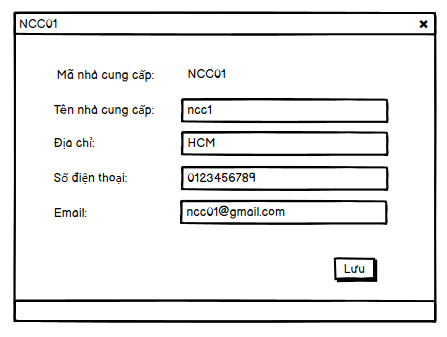 NCC01
Mã nhà cung cấp: NCC01
Tên nhà cung cấp: ncc1
Địa chỉ: HCM
Số điện thoại: 0123456789
Email: ncc01@gmail.com
Lưu